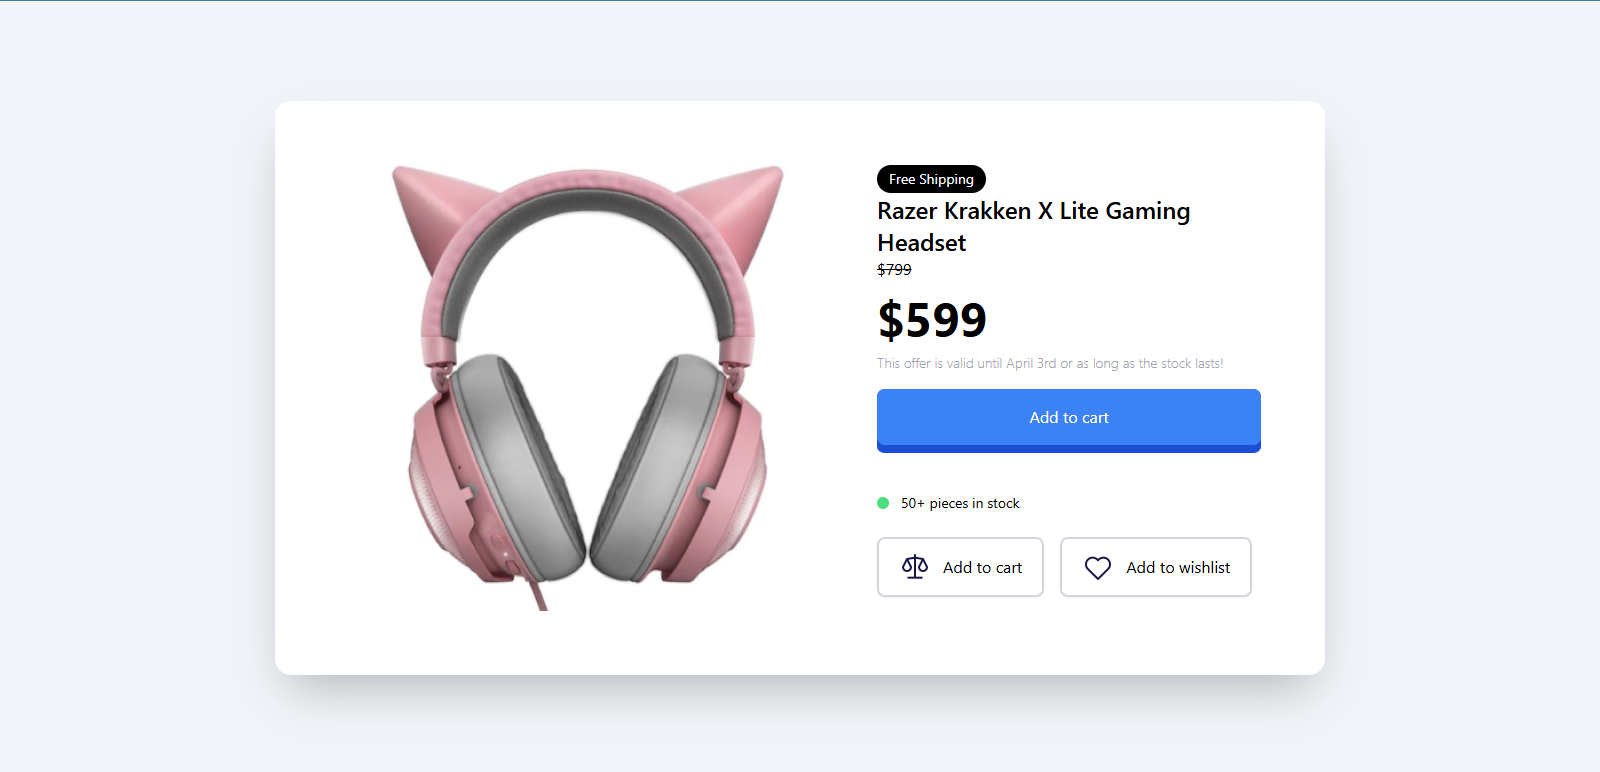 Free Shipping
Razer Krakken X Lite Gaming
Headset
$799
$599
This offer is valid until April 3rd or as long as the stock lasts!
Add to cart
50+ pieces in stock
Add to cart
Add to wishlist